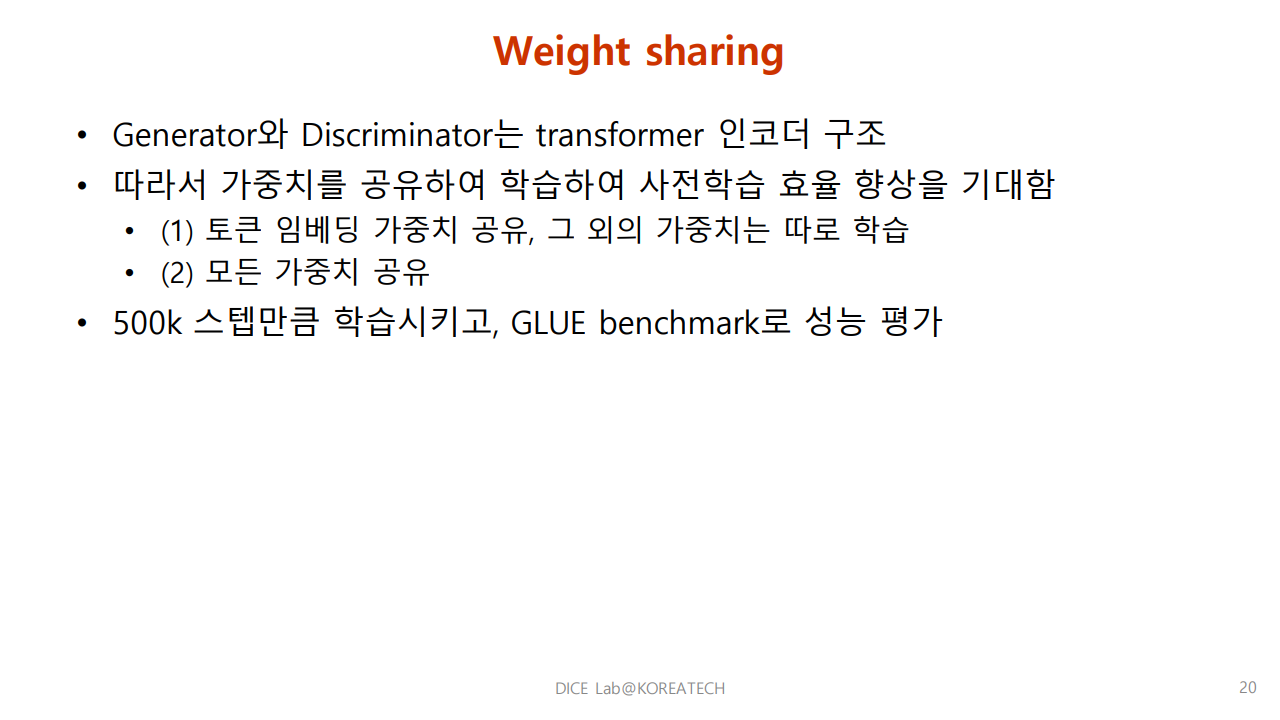 Weight sharing
• Generator와 Discriminator는 transformer 인코더 구조
• 따라서 가중치를 공유하여 학습하여 사전학습 효율 향상을 기대함
• (1) 토큰 임베딩 가중치 공유, 그 외의 가중치는 따로 학습
• (2) 모든 가중치 공유
• 500k 스텝만큼 학습시키고, GLUE benchmark로 성능 평가
DICE Lab@KOREATECH
20